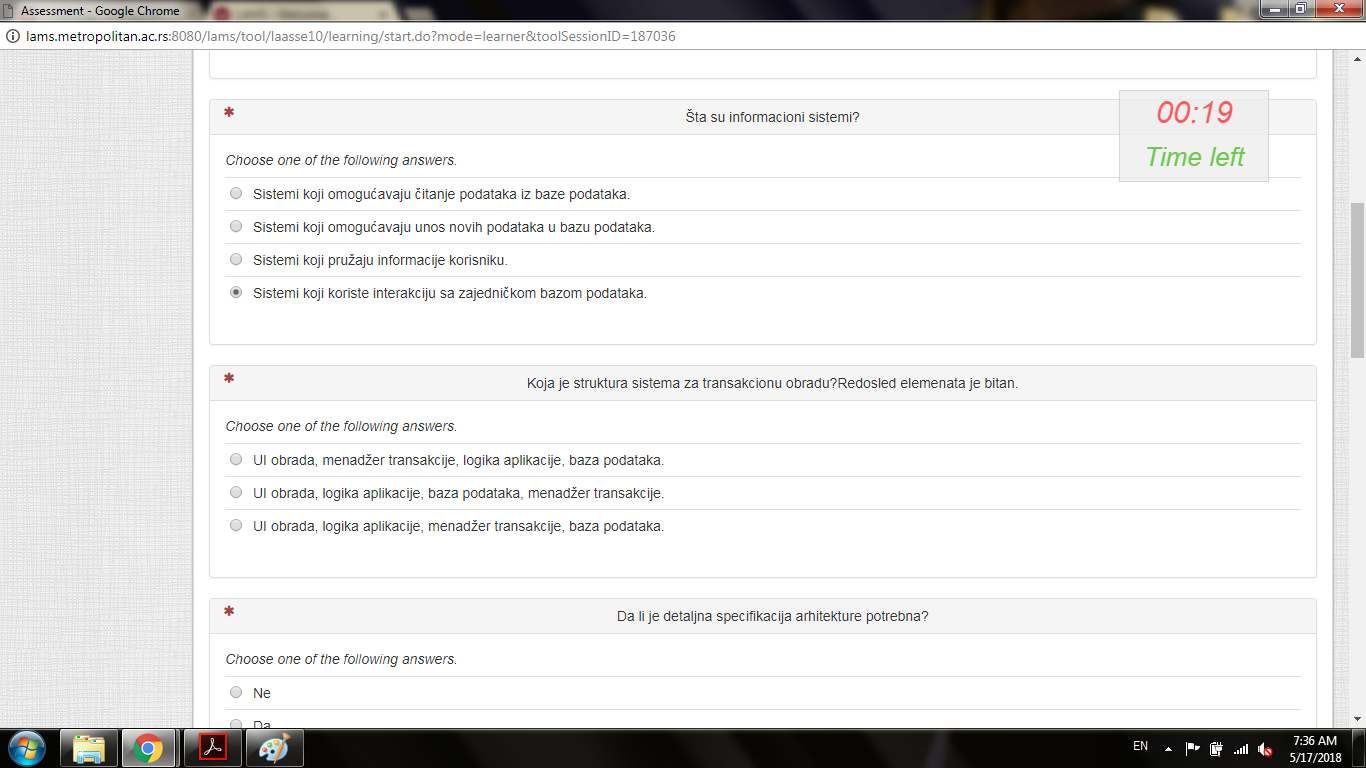 Assessment - Google Chrome
lams.metropolitan.ac.rs:8080/lams/tool/laasse10/learning/start.do?mode=learner&toolSessionID=187036
Šta su informacioni sistemi?
00:19
Time left
Choose one of the following answers.
Sistemi koji omogućavaju čitanje podataka iz baze podataka.
Sistemi koji omogućavaju unos novih podataka u bazu podataka.
Sistemi koji pružaju informacije korisniku.
Sistemi koji koriste interakciju sa zajedničkom bazom podataka.
Koja je struktura sistema za transakcionu obradu?Redosled elemenata je bitan.
Choose one of the following answers.
UI obrada, menadžer transakcije, logika aplikacije, baza podataka.
UI obrada, logika aplikacije, baza podataka, menadžer transakcije.
UI obrada, logika aplikacije, menadžer transakcije, baza podataka.
Da li je detaljna specifikacija arhitekture potrebna?
Choose one of the following answers.
Ne
Da
EN
7:36 AM
5/17/2018